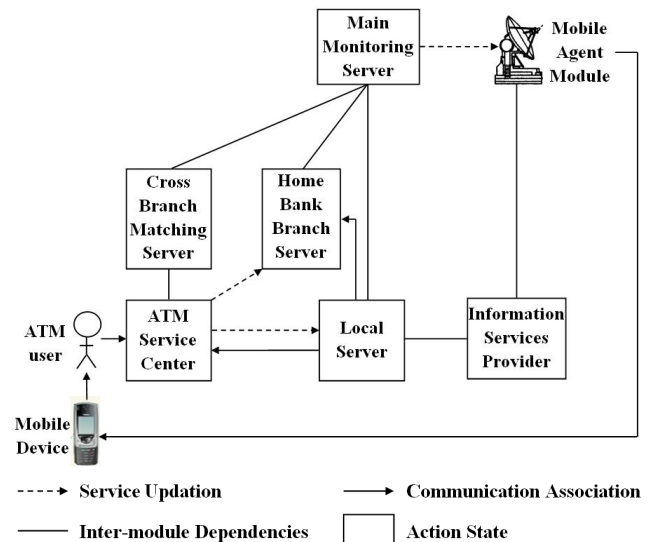 Main
Monitoring
Server
Mobile
Agent
Module
Cross
Branch
Matching
Server
Home
Bank
Branch
Server
ATM
user
ATM
Service
Center
Local
Server
Information
Services
Provider
Mobile
Device
Service Updation
Communication Association
Inter-module Dependencies
Action State